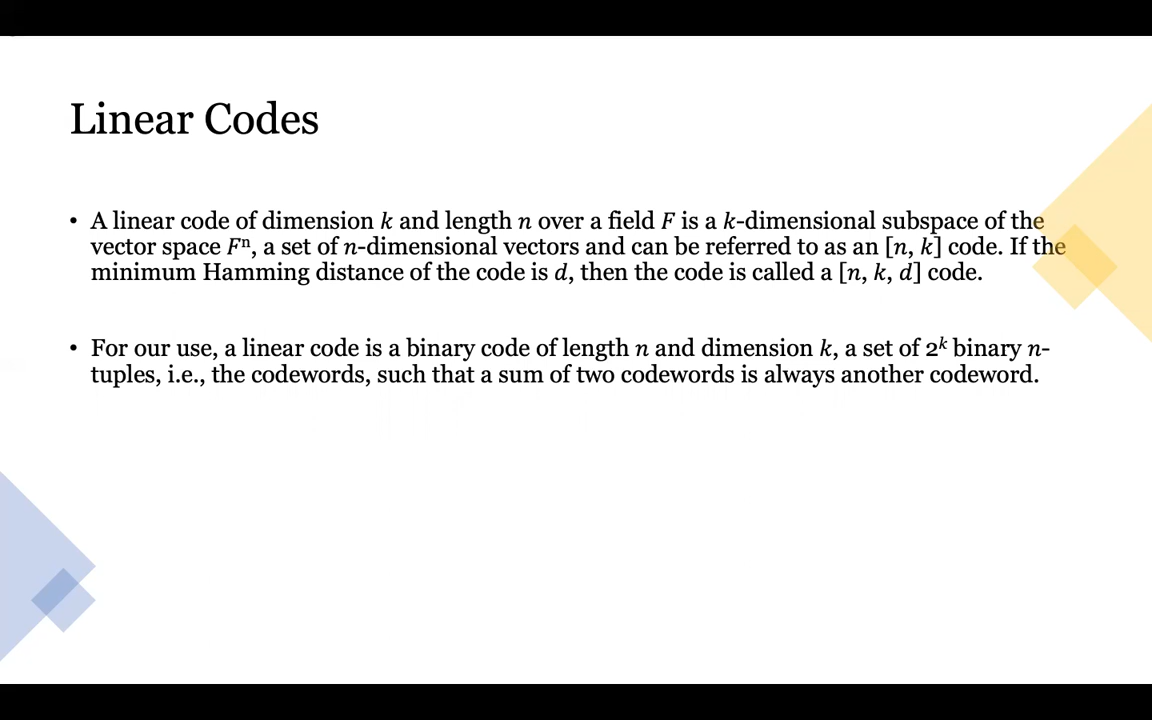 Linear Codes
• A linear code of dimension k and length n over a field F is a k-dimensional subspace of the
vector space Fⁿ, a set of n-dimensional vectors and can be referred to as an [n, k] code. If the
minimum Hamming distance of the code is d, then the code is called a [n, k, d] code.
• For our use, a linear code is a binary code of length n and dimension k, a set of 2ᵏ binary n-
tuples, i.e., the codewords, such that a sum of two codewords is always another codeword.